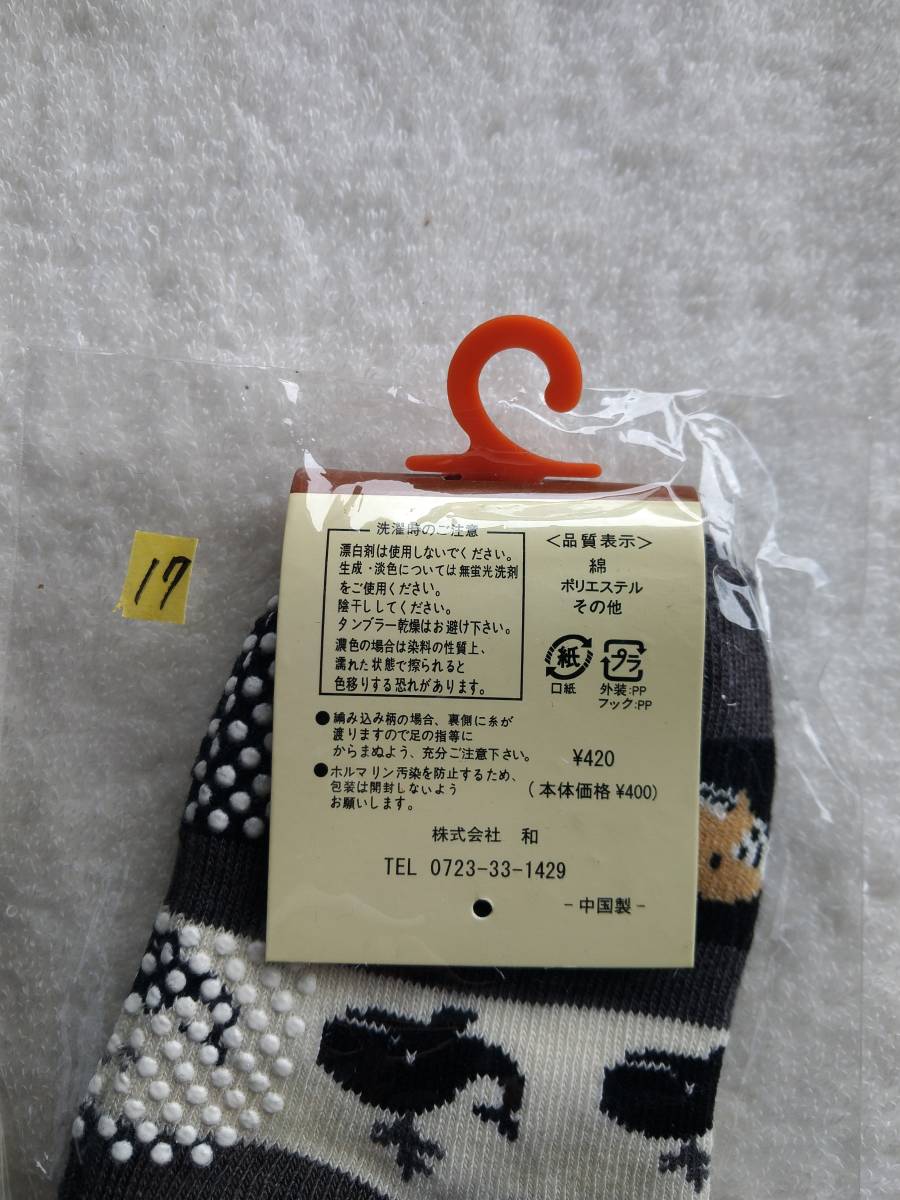 17
洗濯時のご注意
漂白剤は使用しないでください。
生成・淡色については無蛍光洗剤
をご使用ください。
陰干ししてください。
タンブラー乾燥はお避け下さい。
濃色の場合は染料の性質上、
濡れた状態で擦られると
色移りする恐れがあります。
＜品質表示＞
綿
ポリエステル
その他
紙
口紙
プラ
外装:PP
フック:PP
●編み込み柄の場合、裏側に糸が
渡りますので足の指等に
からまぬよう、充分ご注意下さい。
●ホルマリン汚染を防止するため、
包装は開封しないよう
お願いします。
¥420
(本体価格¥400)
株式会社 和
TEL 0723-33-1429
-中国製-